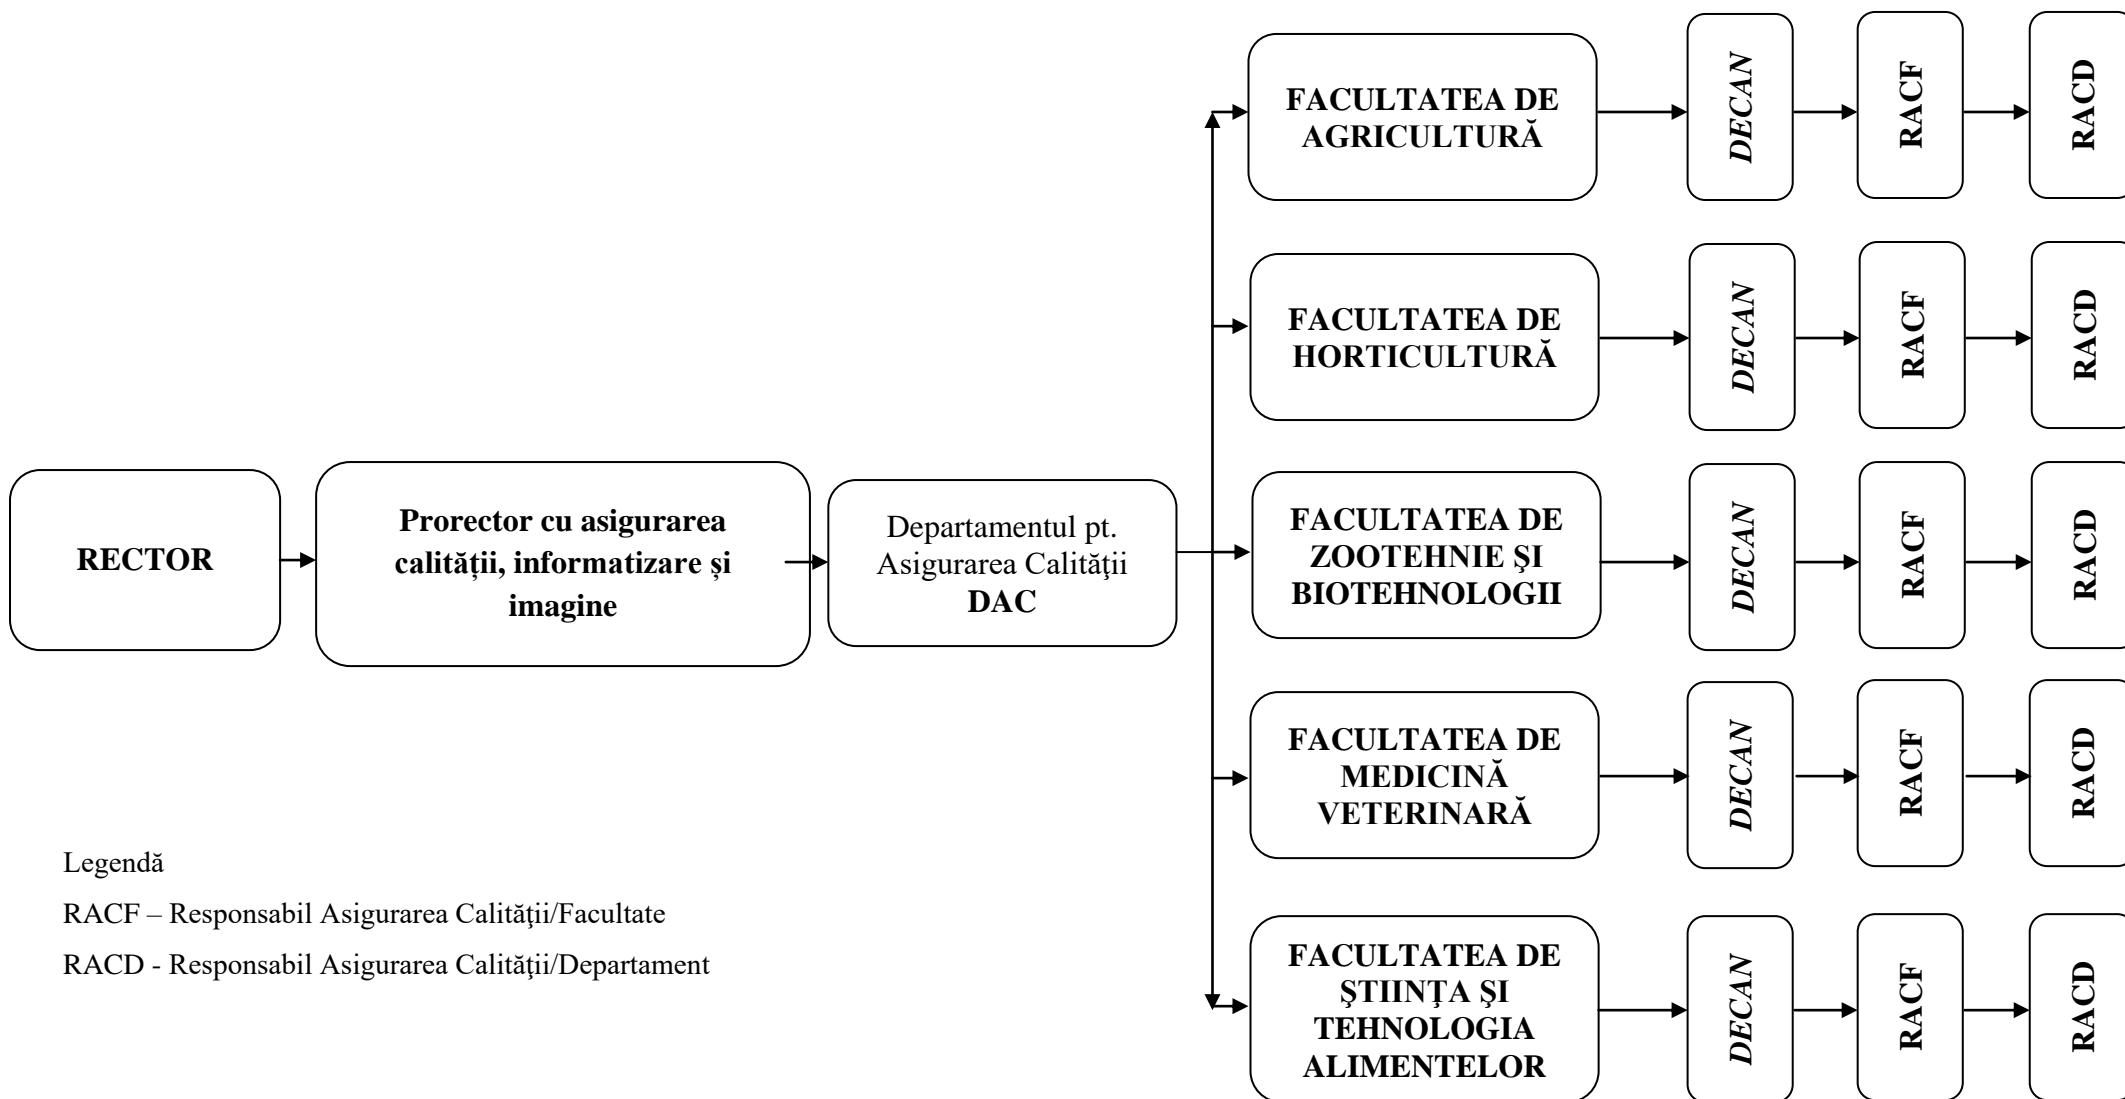 RECTOR
Prorector cu asigurarea
calității, informatizare și
imagine
Departamentul pt.
Asigurarea Calităţii
DAC
FACULTATEA DE
AGRICULTURĂ
DECAN
RACF
RACD
FACULTATEA DE
HORTICULTURĂ
DECAN
RACF
RACD
FACULTATEA DE
ZOOTEHNIE ŞI
BIOTEHNOLOGII
DECAN
RACF
RACD
FACULTATEA DE
MEDICINĂ
VETERINARĂ
DECAN
RACF
RACD
FACULTATEA DE
ŞTIINŢA ŞI
TEHNOLOGIA
ALIMENTELOR
DECAN
RACF
RACD
Legendă
RACF – Responsabil Asigurarea Calităţii/Facultate
RACD - Responsabil Asigurarea Calităţii/Departament